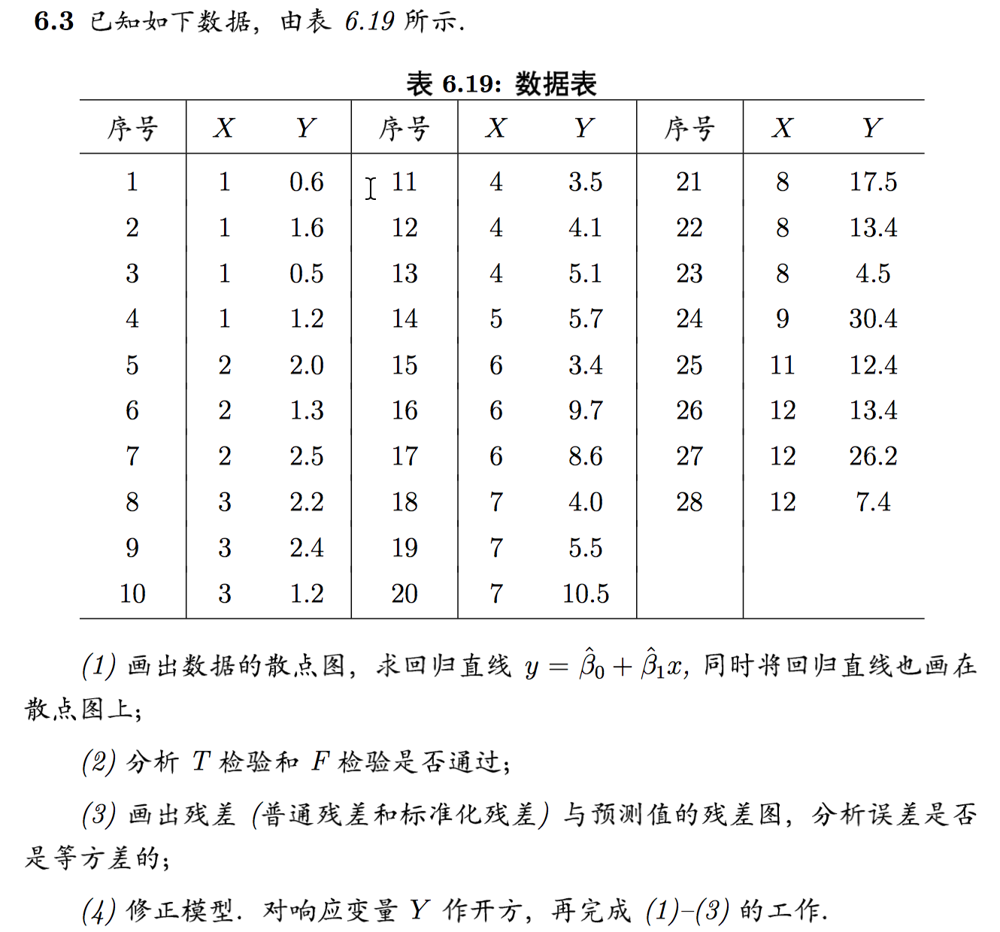 6.3 已知如下数据，由表 6.19 所示.
表 6.19: 数据表
序号 X Y 序号 X Y 序号 X Y
1 1 0.6 11 4 3.5 21 8 17.5
2 1 1.6 12 4 4.1 22 8 13.4
3 1 0.5 13 4 5.1 23 8 4.5
4 1 1.2 14 5 5.7 24 9 30.4
5 2 2.0 15 6 3.4 25 11 12.4
6 2 1.3 16 6 9.7 26 12 13.4
7 2 2.5 17 6 8.6 27 12 26.2
8 3 2.2 18 7 4.0 28 12 7.4
9 3 2.4 19 7 5.5
10 3 1.2 20 7 10.5
(1) 画出数据的散点图，求回归直线 y = β̂₀ + β̂₁x, 同时将回归直线也画在
散点图上；
(2) 分析 T 检验和 F 检验是否通过；
(3) 画出残差 (普通残差和标准化残差) 与预测值的残差图，分析误差是否
是等方差的；
(4) 修正模型. 对响应变量 Y 作开方，再完成 (1)–(3) 的工作.